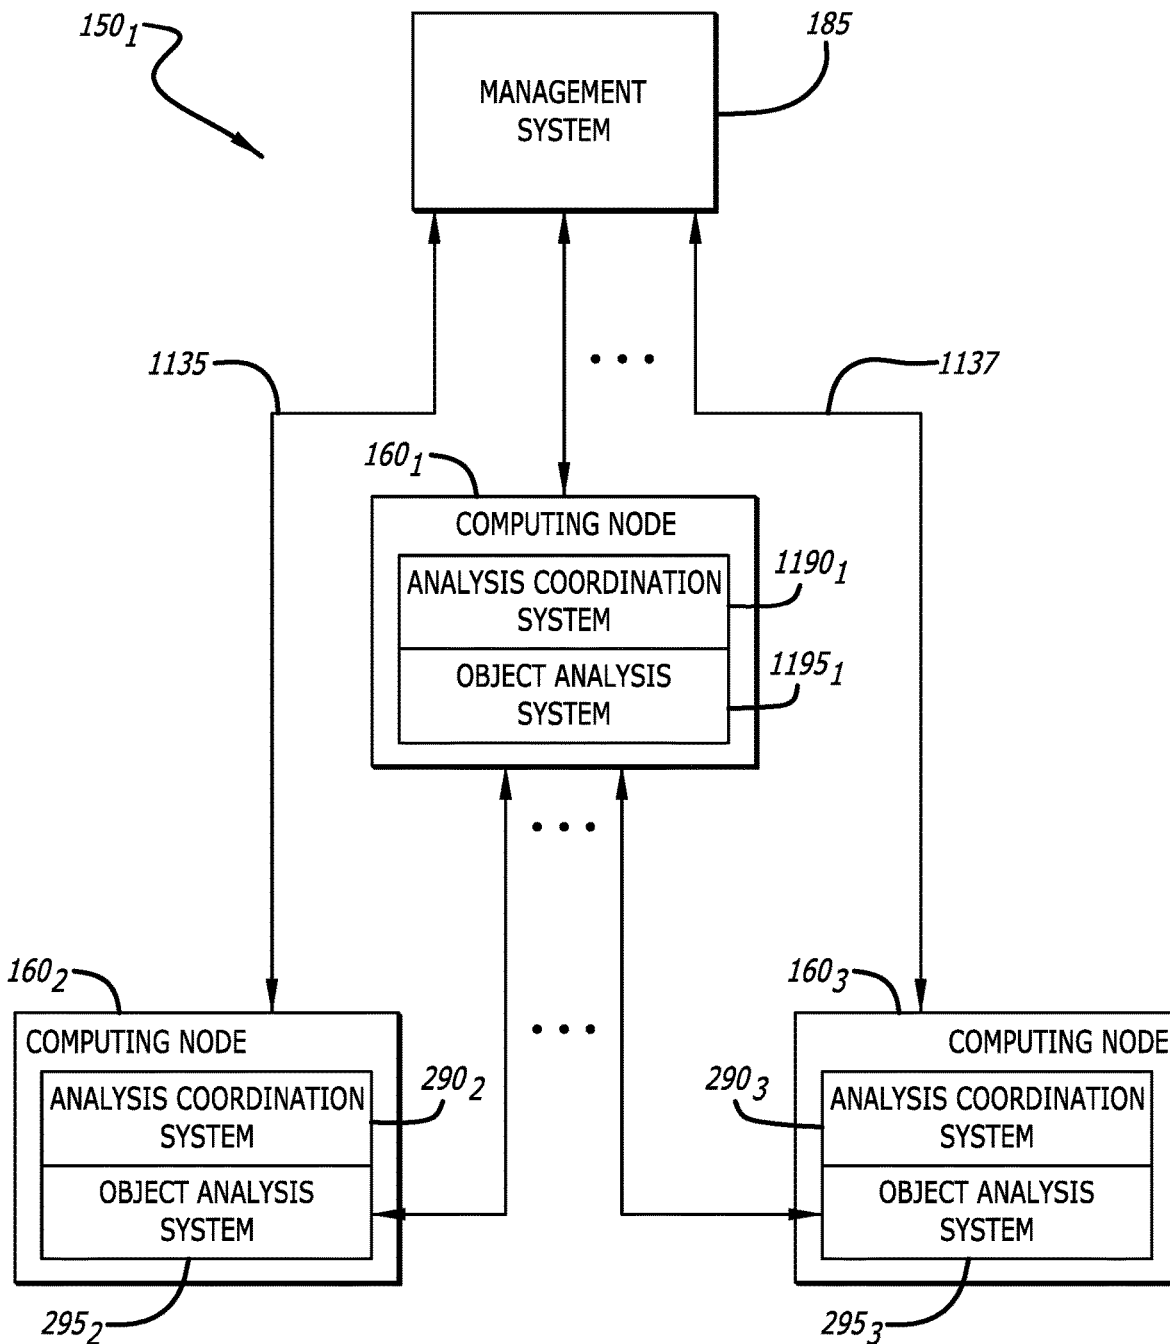 150₁
185
MANAGEMENT
SYSTEM
1135
1137
160₁
COMPUTING NODE
ANALYSIS COORDINATION
SYSTEM
1190₁
OBJECT ANALYSIS
SYSTEM
1195₁
160₂
COMPUTING NODE
ANALYSIS COORDINATION
SYSTEM
290₂
OBJECT ANALYSIS
SYSTEM
295₂
160₃
COMPUTING NODE
290₃
ANALYSIS COORDINATION
SYSTEM
OBJECT ANALYSIS
SYSTEM
295₃